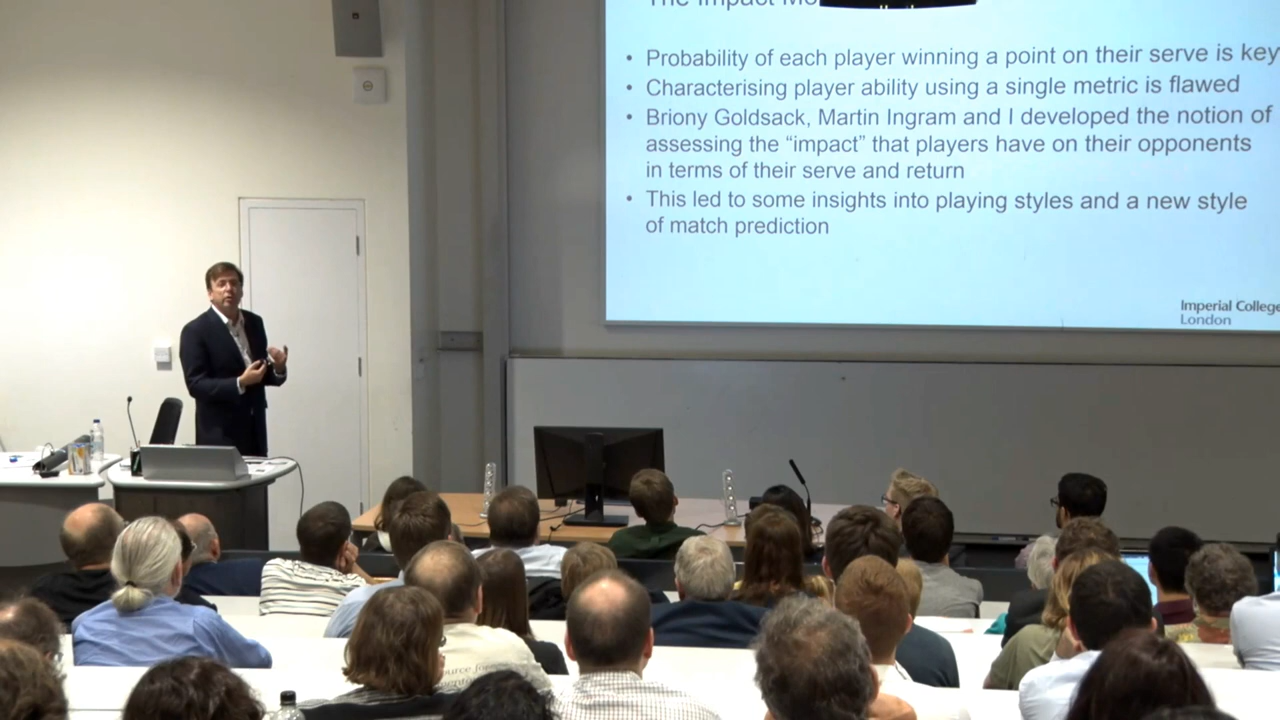 The Impact
• Probability of each player winning a point on their serve is key
• Characterising player ability using a single metric is flawed
• Briony Goldsack, Martin Ingram and I developed the notion of
assessing the “impact” that players have on their opponents
in terms of their serve and return
• This led to some insights into playing styles and a new style
of match prediction
Imperial College
London